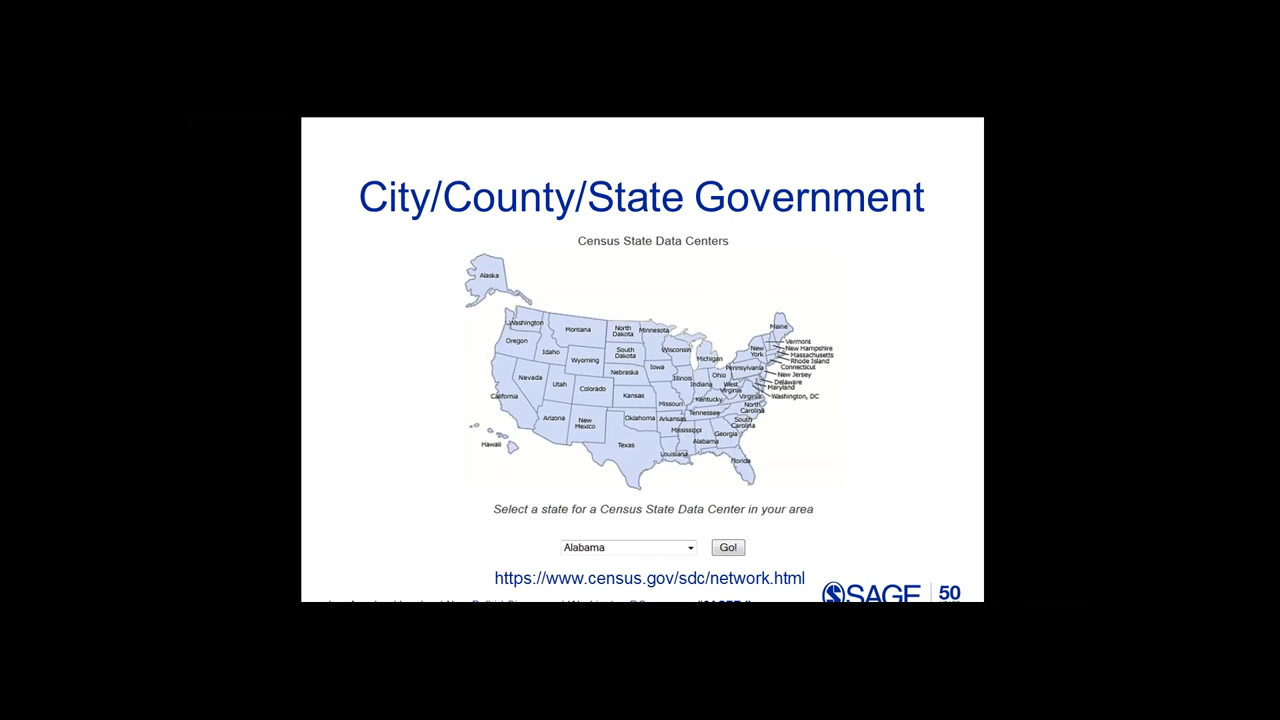 City/County/State Government
Census State Data Centers
Alaska
Washington
Montana
North
Dakota
Minnesota
Maine
Oregon
Idaho
Wyoming
South
Dakota
Wisconsin
Michigan
New
York
Vermont
New Hampshire
Massachusetts
Rhode Island
Connecticut
Nevada
Utah
Colorado
Nebraska
Iowa
Illinois
Indiana
Ohio
Pennsylvania
New Jersey
Delaware
Maryland
Washington, DC
California
Kansas
Missouri
Kentucky
West
Virginia
Virginia
Arizona
New
Mexico
Oklahoma
Arkansas
Tennessee
North
Carolina
South
Carolina
Hawaii
Texas
Louisiana
Mississippi
Alabama
Georgia
Florida
Select a state for a Census State Data Center in your area
Alabama
Go!
https://www.census.gov/sdc/network.html
SAGE
50